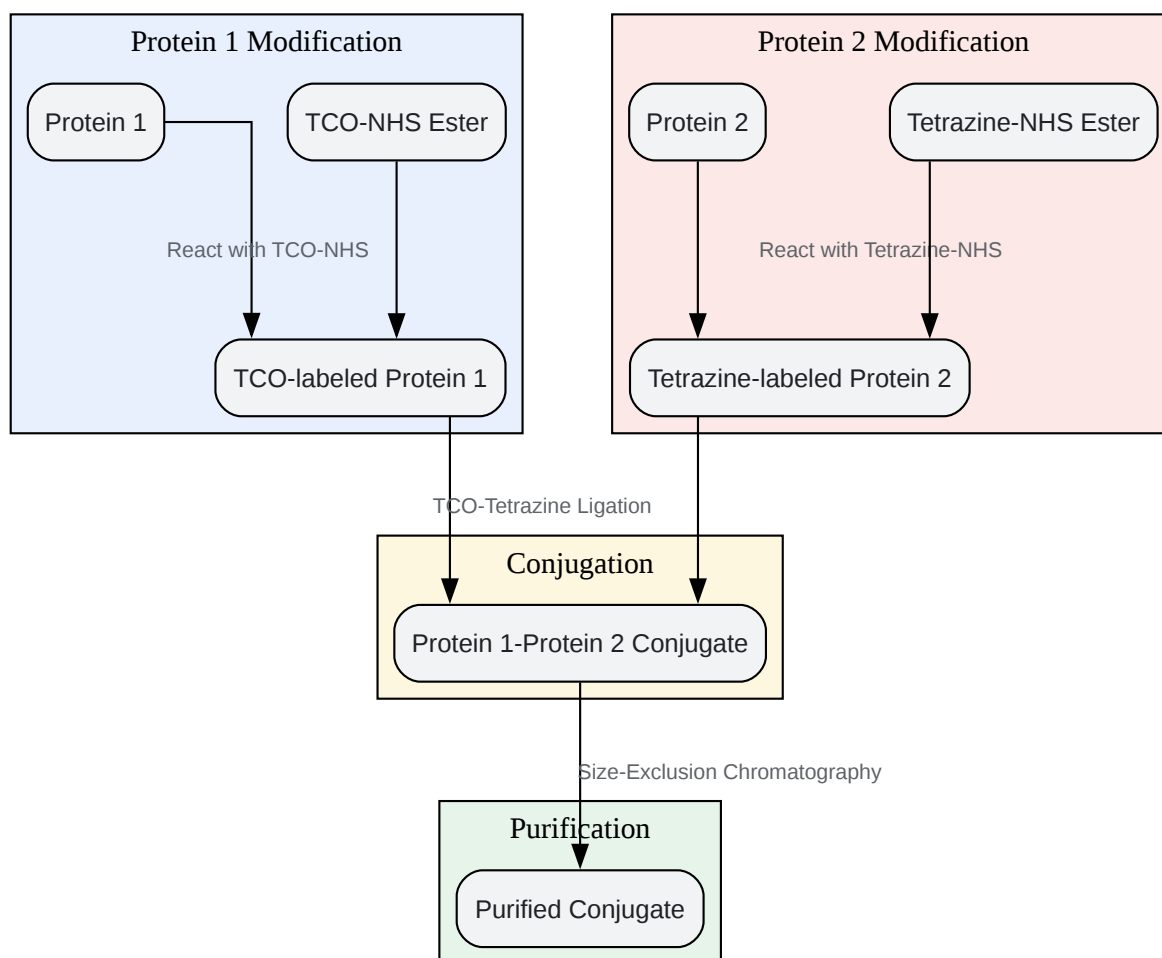 Protein 1 Modification
Protein 2 Modification
Protein 1
TCO-NHS Ester
Protein 2
Tetrazine-NHS Ester
React with TCO-NHS
React with Tetrazine-NHS
TCO-labeled Protein 1
Tetrazine-labeled Protein 2
TCO-Tetrazine Ligation
Conjugation
Protein 1-Protein 2 Conjugate
Size-Exclusion Chromatography
Purification
Purified Conjugate